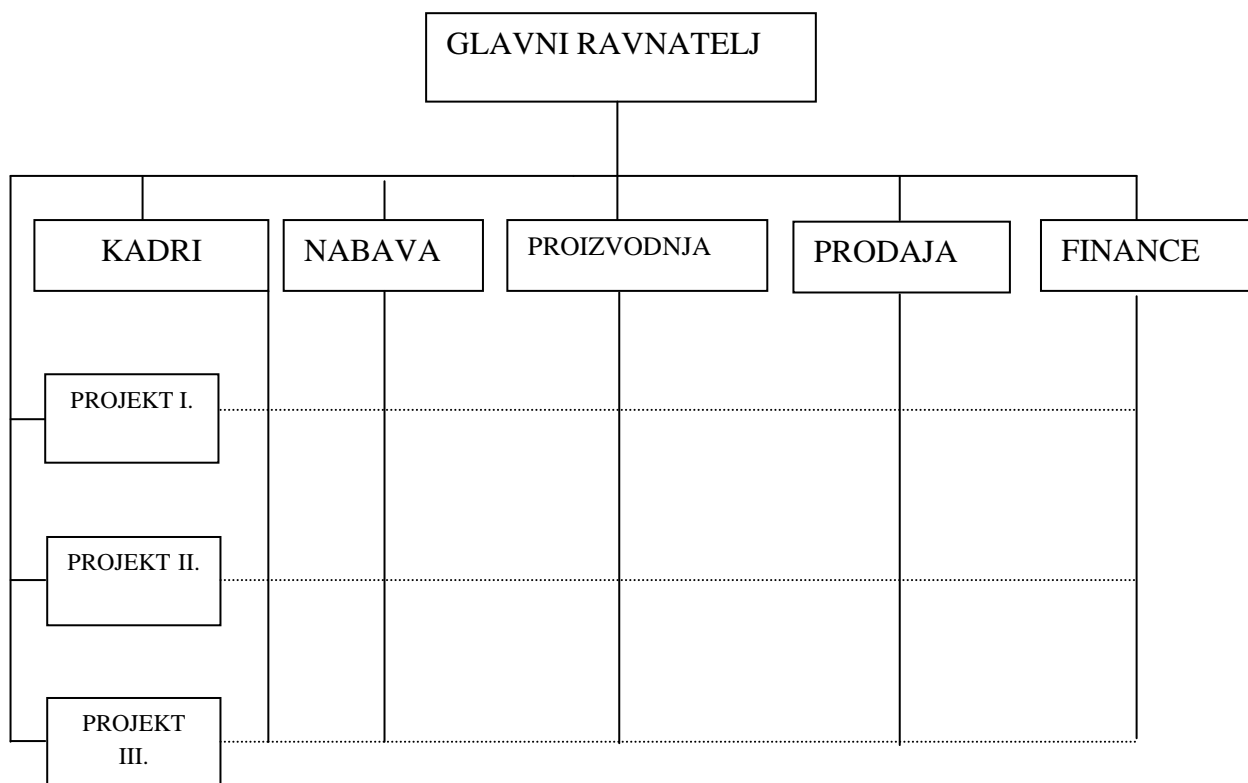 GLAVNI RAVNATELJ
KADRI
NABAVA
PROIZVODNJA
PRODAJA
FINANCE
PROJEKT I.
PROJEKT II.
PROJEKT
III.